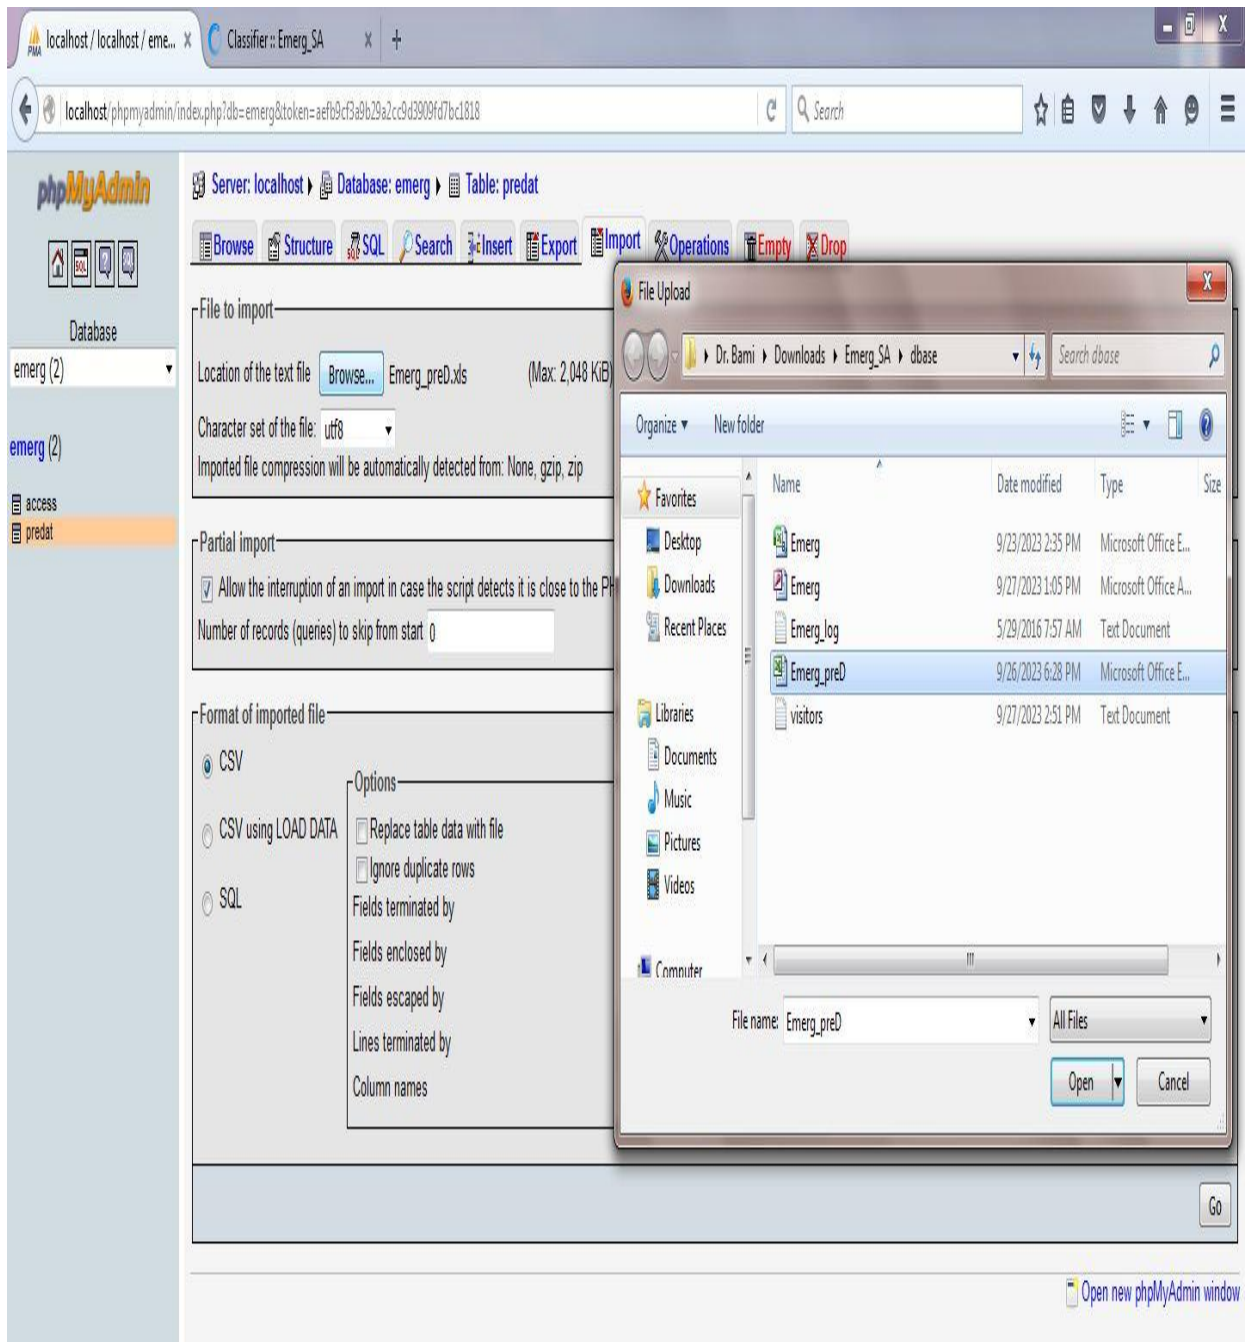 localhost / localhost / eme...
Classifier :: Emerg_SA
localhost/phpmyadmin/index.php?db=emerg&token=aefb9cf3a9b29a2cc9d3909fd7bc1818
Search
phpMyAdmin
Database
emerg (2)
emerg (2)
access
predat
Server: localhost
Database: emerg
Table: predat
Browse
Structure
SQL
Search
Insert
Export
Import
Operations
Empty
Drop
File to import
Location of the text file
Browse...
Emerg_preD.xls
(Max: 2,048 KiB)
Character set of the file:
utf8
Imported file compression will be automatically detected from: None, gzip, zip
Partial import
Allow the interruption of an import in case the script detects it is close to the PH
Number of records (queries) to skip from start
0
Format of imported file
CSV
CSV using LOAD DATA
SQL
Options
Replace table data with file
Ignore duplicate rows
Fields terminated by
Fields enclosed by
Fields escaped by
Lines terminated by
Column names
Go
Open new phpMyAdmin window
File Upload
Dr. Bami
Downloads
Emerg_SA
dbase
Search dbase
Organize
New folder
Favorites
Desktop
Downloads
Recent Places
Libraries
Documents
Music
Pictures
Videos
Computer
Name Date modified Type Size
Emerg 9/23/2023 2:35 PM Microsoft Office E...
Emerg 9/27/2023 1:05 PM Microsoft Office A...
Emerg_log 5/29/2016 7:57 AM Text Document
Emerg_preD 9/26/2023 6:28 PM Microsoft Office E...
visitors 9/27/2023 2:51 PM Text Document
File name:
Emerg_preD
All Files
Open
Cancel